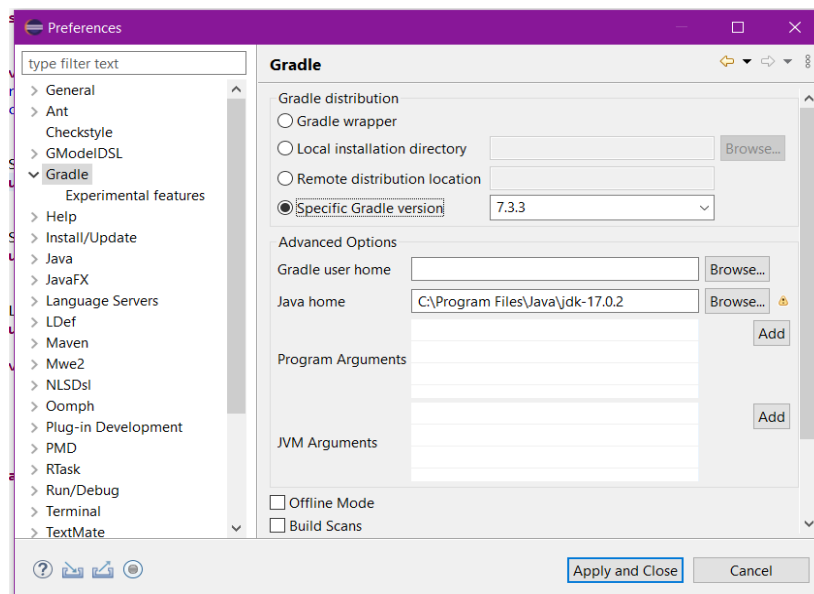 Preferences
type filter text
General
Ant
Checkstyle
GModelDSL
Gradle
Experimental features
Help
Install/Update
Java
JavaFX
Language Servers
LDef
Maven
Mwe2
NLSDsl
Oomph
Plug-in Development
PMD
RTask
Run/Debug
Terminal
TextMate
Gradle
Gradle distribution
Gradle wrapper
Local installation directory
Browse...
Remote distribution location
Specific Gradle version
7.3.3
Advanced Options
Gradle user home
Browse...
Java home
C:\Program Files\Java\jdk-17.0.2
Browse...
Add
Program Arguments
Add
JVM Arguments
Offline Mode
Build Scans
Apply and Close
Cancel